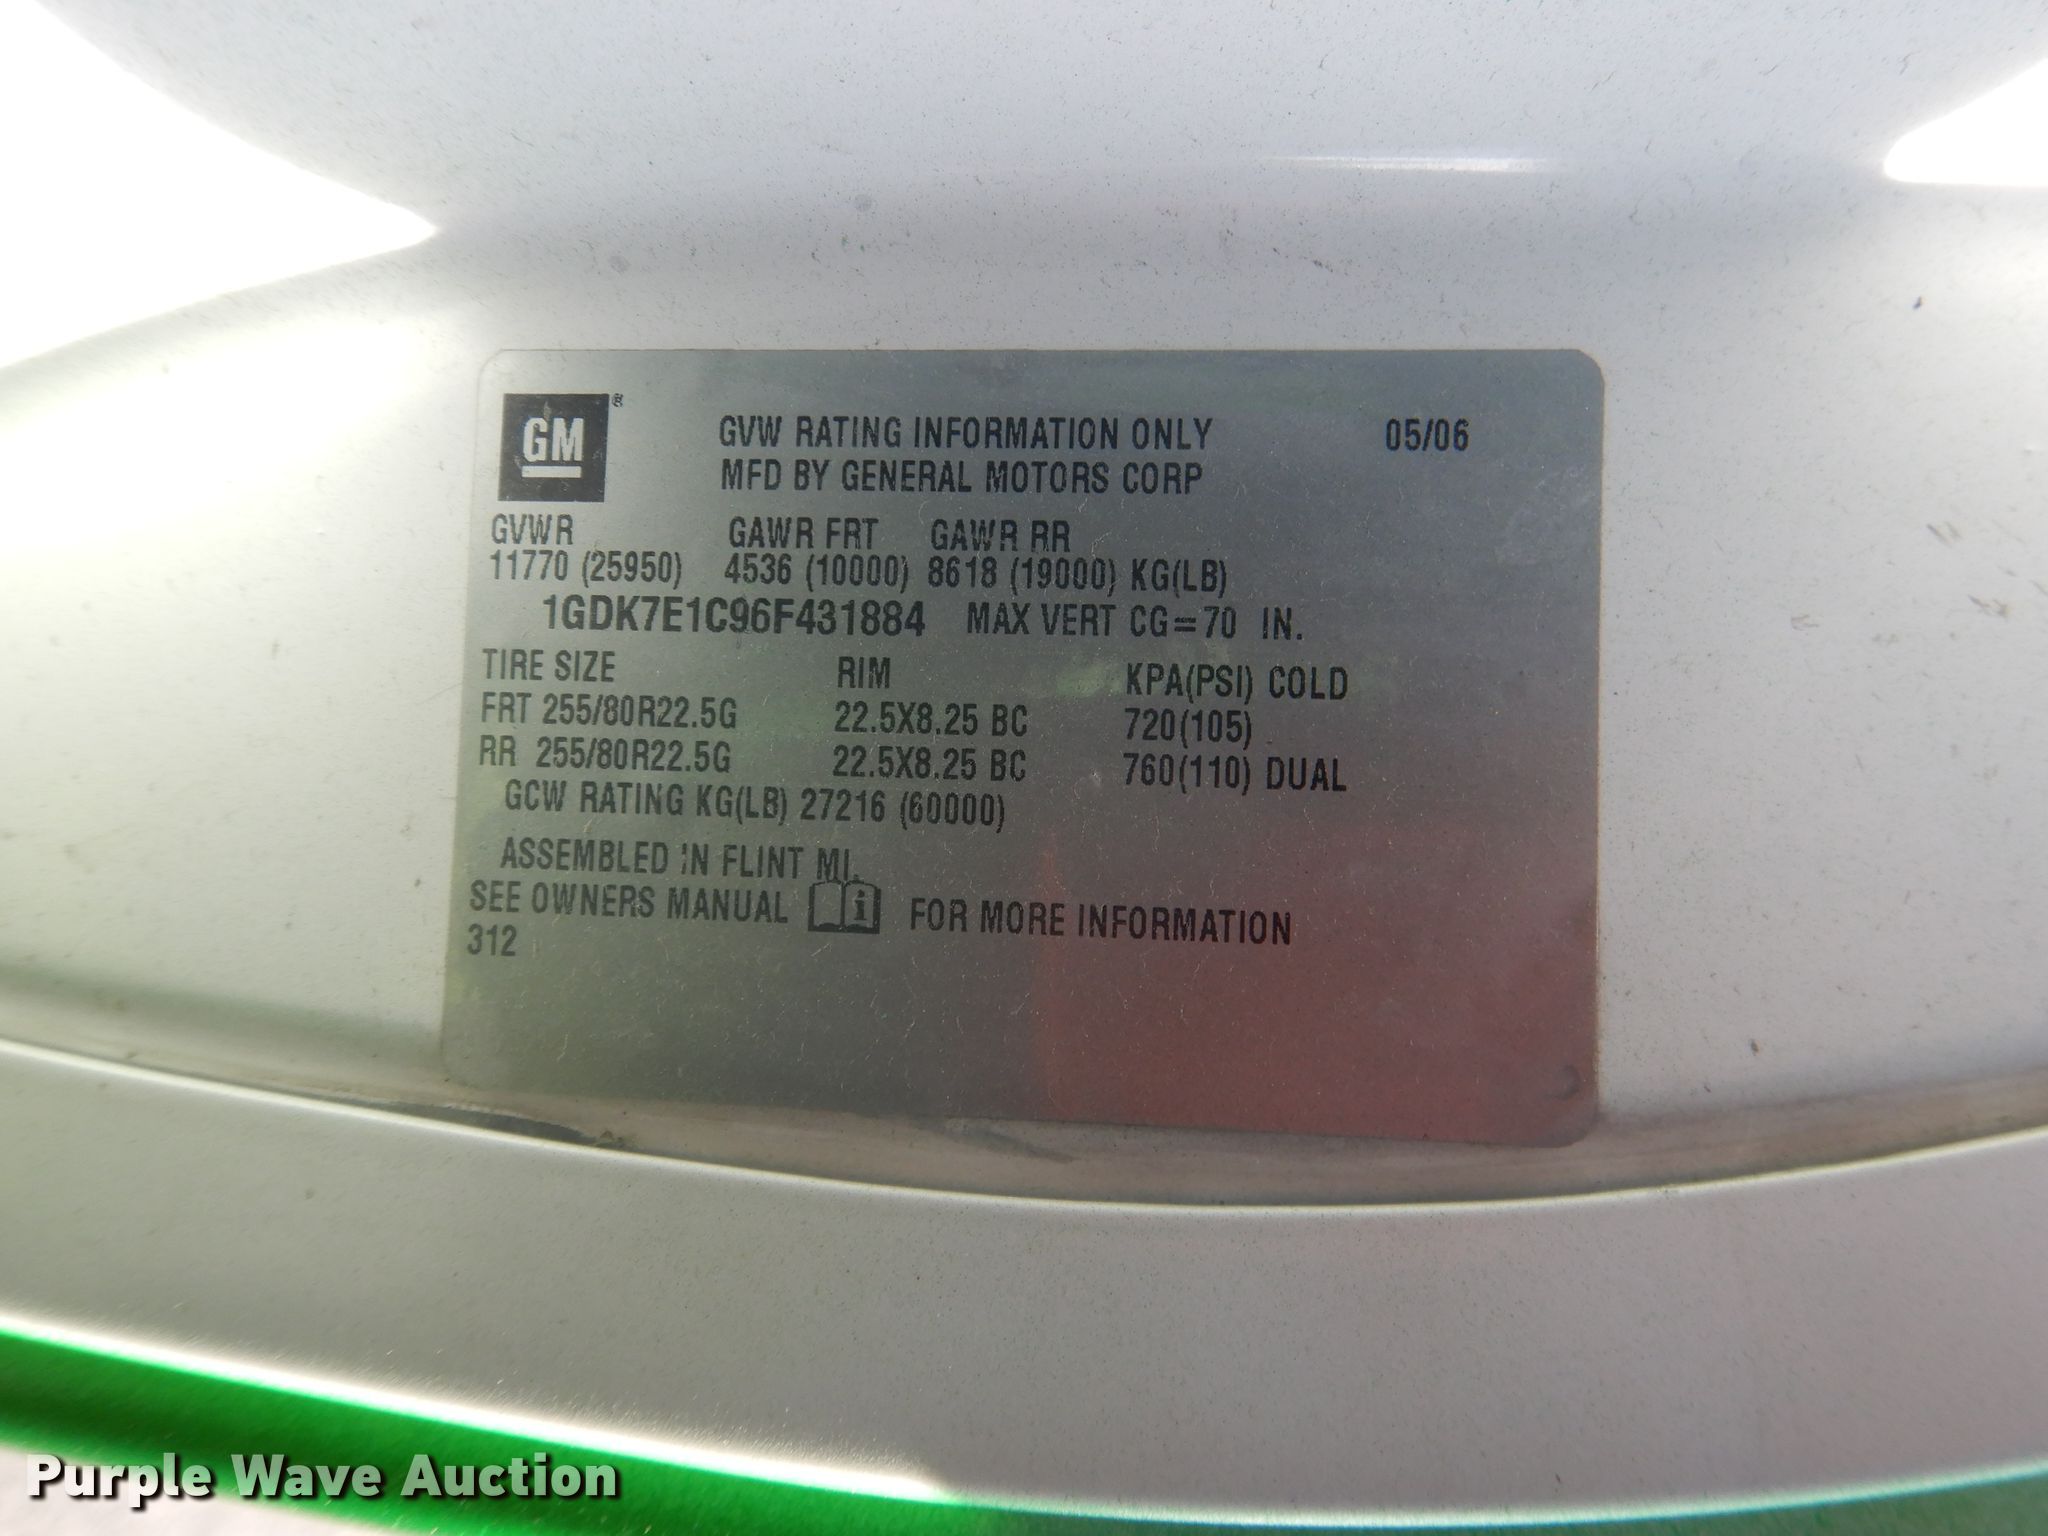 GM ®
GVW RATING INFORMATION ONLY 05/06
MFD BY GENERAL MOTORS CORP
GVWR GAWR FRT GAWR RR
11770 (25950) 4536 (10000) 8618 (19000) KG(LB)
1GDK7E1C96F431884 MAX VERT CG=70 IN.
TIRE SIZE RIM KPA(PSI) COLD
FRT 255/80R22.5G 22.5X8.25 BC 720(105)
RR 255/80R22.5G 22.5X8.25 BC 760(110) DUAL
GCW RATING KG(LB) 27216 (60000)
ASSEMBLED IN FLINT MI.
SEE OWNERS MANUAL i FOR MORE INFORMATION
312
Purple Wave Auction